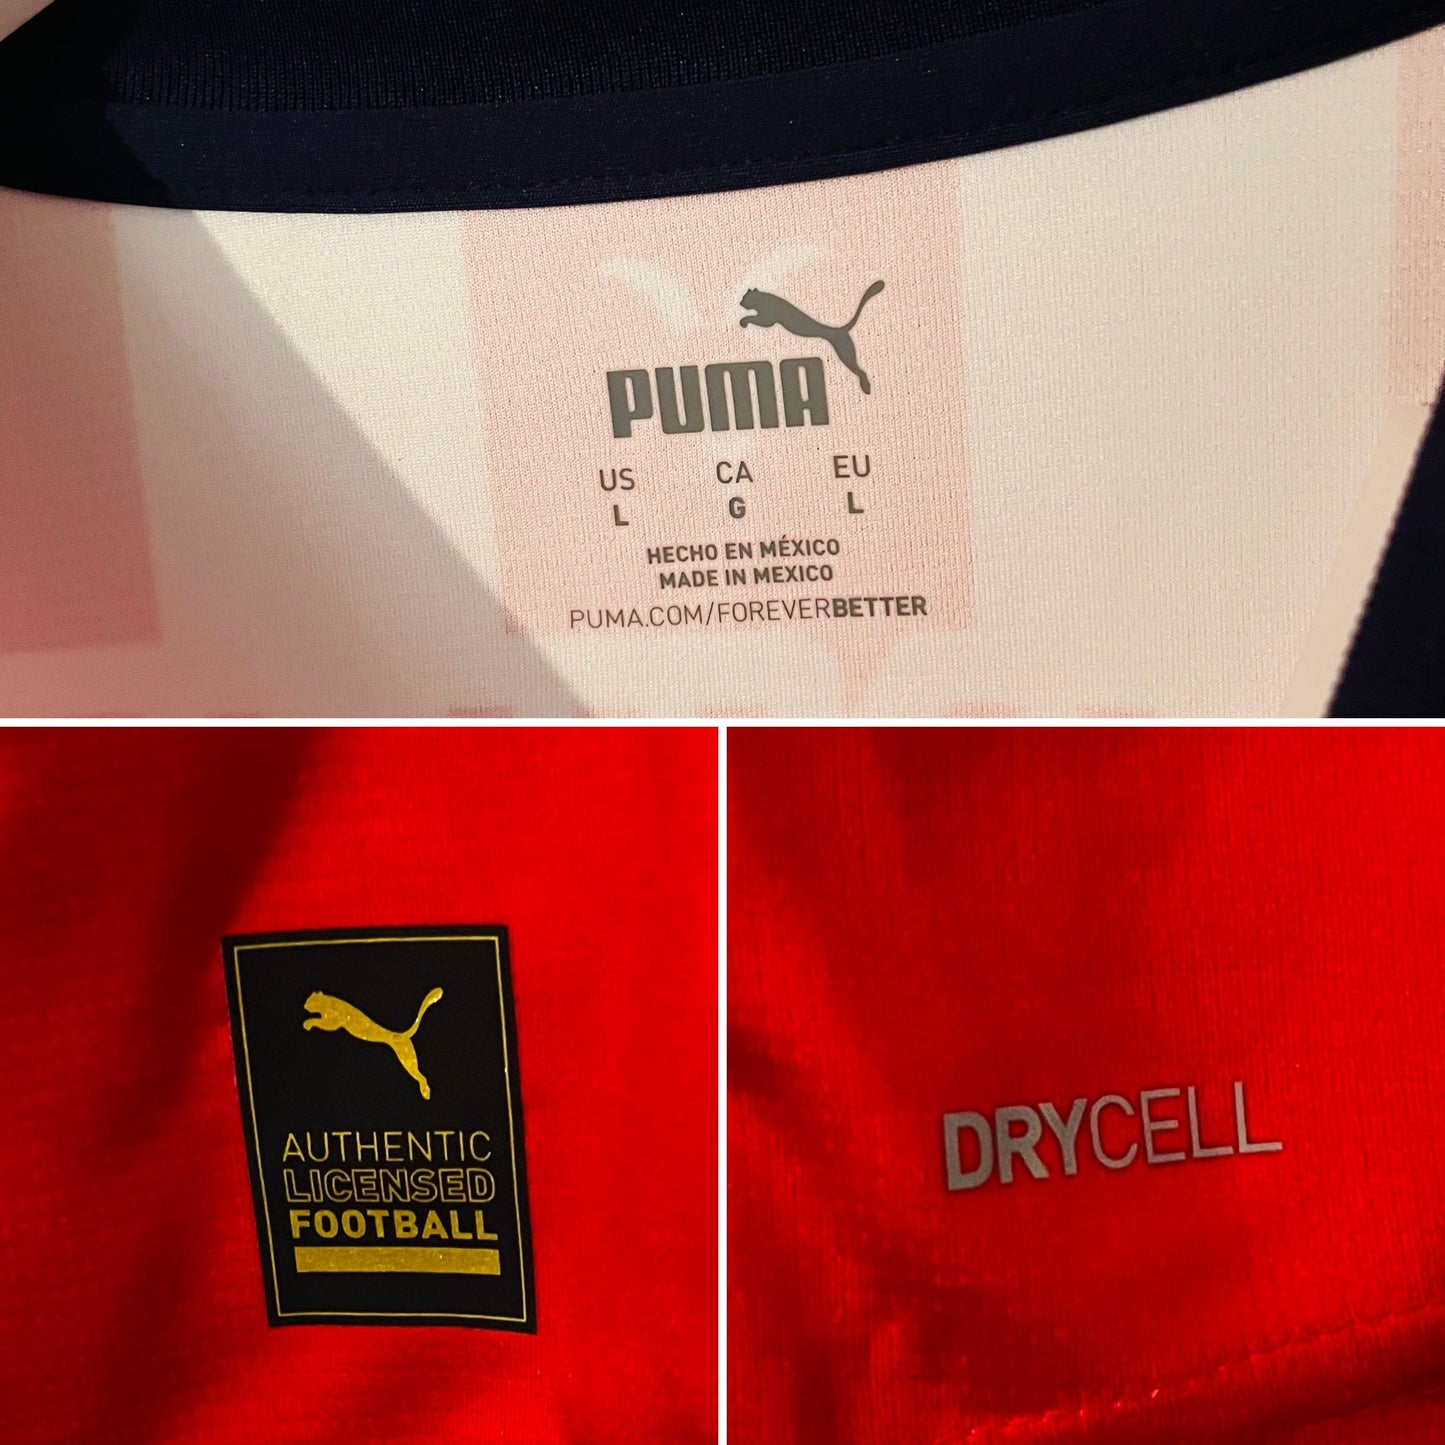 PUMA
US CA EU
L G L
HECHO EN MÉXICO
MADE IN MEXICO
PUMA.COM/FOREVERBETTER
AUTHENTIC
LICENSED
FOOTBALL
DRYCELL